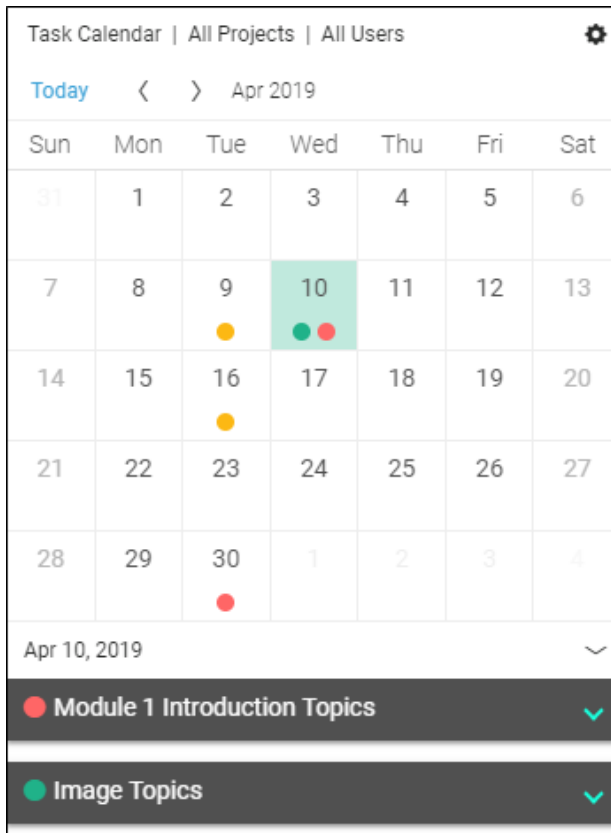 Task Calendar | All Projects | All Users
Today < > Apr 2019
Sun Mon Tue Wed Thu Fri Sat
31 1 2 3 4 5 6
7 8 9 10 11 12 13
14 15 16 17 18 19 20
21 22 23 24 25 26 27
28 29 30 1 2 3 4
Apr 10, 2019
Module 1 Introduction Topics
Image Topics